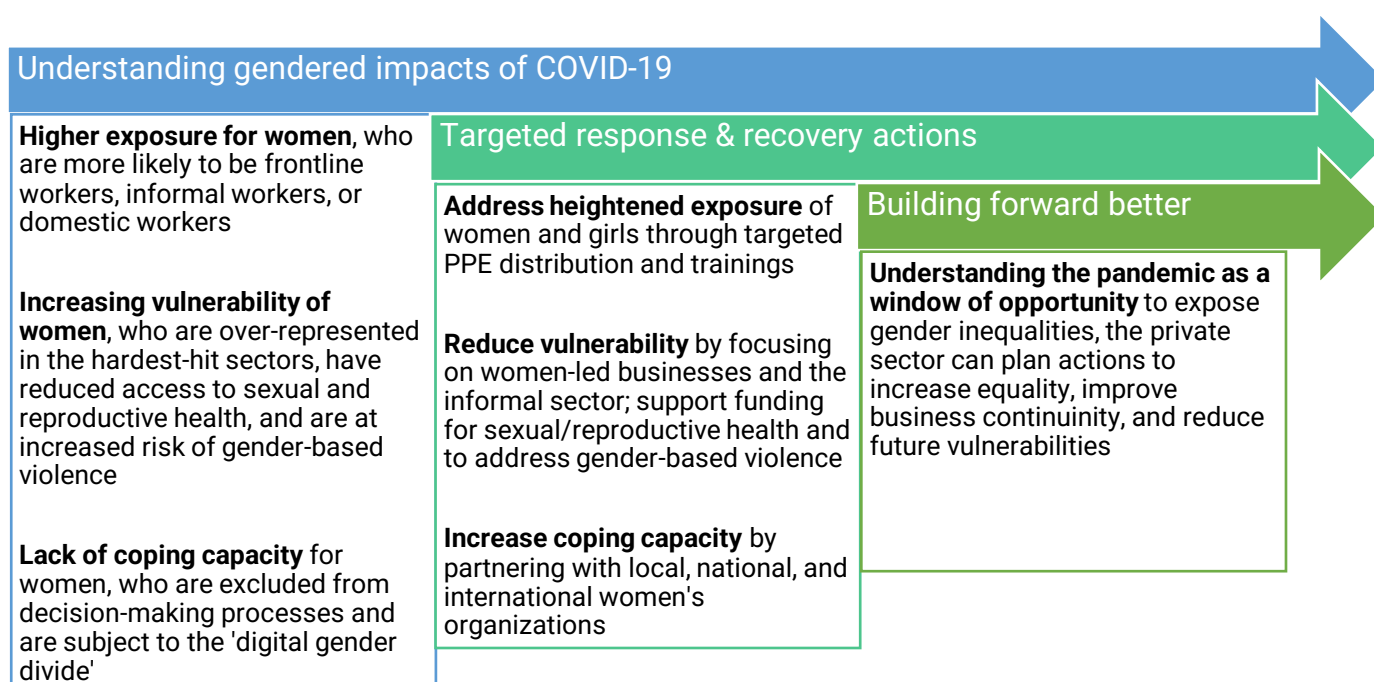 Understanding gendered impacts of COVID-19
Higher exposure for women, who
are more likely to be frontline
workers, informal workers, or
domestic workers
Increasing vulnerability of
women, who are over-represented
in the hardest-hit sectors, have
reduced access to sexual and
reproductive health, and are at
increased risk of gender-based
violence
Lack of coping capacity for
women, who are excluded from
decision-making processes and
are subject to the 'digital gender
divide'
Targeted response & recovery actions
Address heightened exposure of
women and girls through targeted
PPE distribution and trainings
Reduce vulnerability by focusing
on women-led businesses and the
informal sector; support funding
for sexual/reproductive health and
to address gender-based violence
Increase coping capacity by
partnering with local, national, and
international women's
organizations
Building forward better
Understanding the pandemic as a
window of opportunity to expose
gender inequalities, the private
sector can plan actions to
increase equality, improve
business continuinity, and reduce
future vulnerabilities